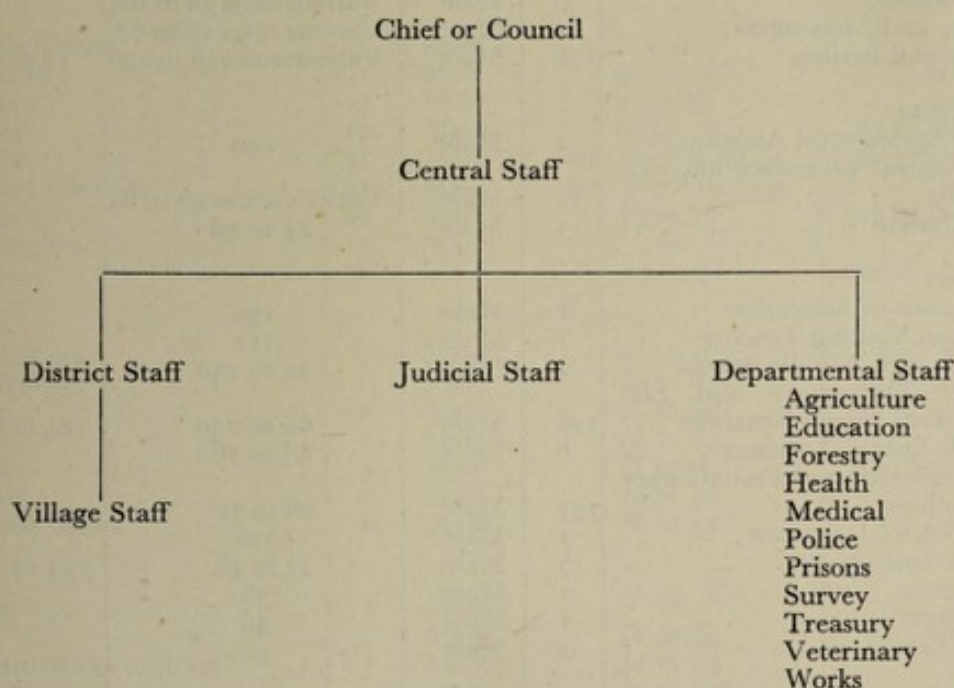 Chief or Council
Central Staff
District Staff
Judicial Staff
Departmental Staff
Agriculture
Education
Forestry
Health
Medical
Police
Prisons
Survey
Treasury
Veterinary
Works
Village Staff